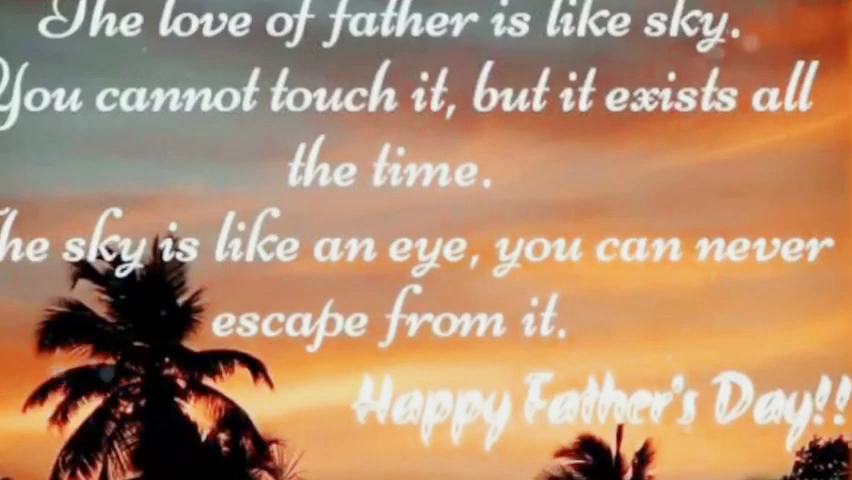 The love of father is like sky.
You cannot touch it, but it exists all
the time.
The sky is like an eye, you can never
escape from it.
Happy Father's Day!!